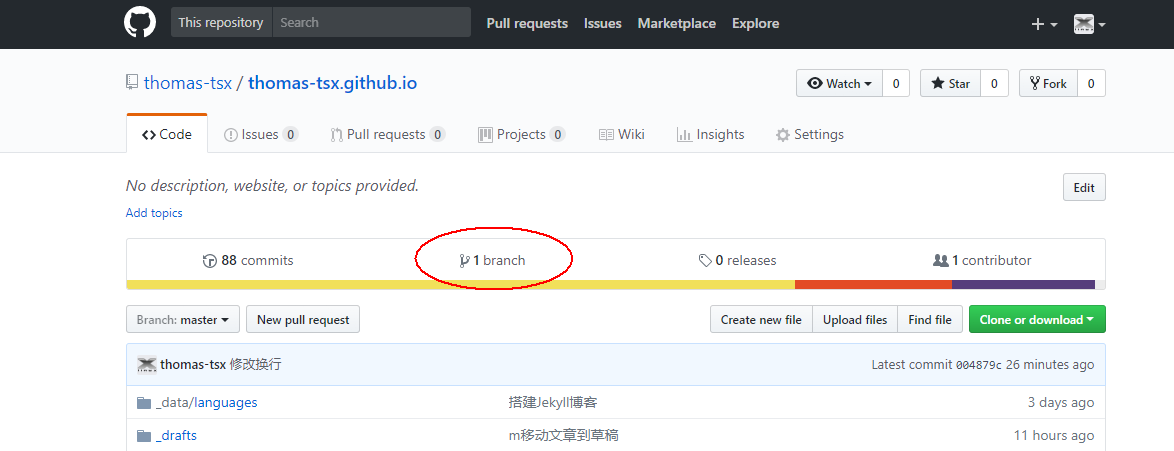 This repository Search Pull requests Issues Marketplace Explore
thomas-tsx / thomas-tsx.github.io Watch 0 Star 0 Fork 0
Code Issues 0 Pull requests 0 Projects 0 Wiki Insights Settings
No description, website, or topics provided. Edit
Add topics
88 commits 1 branch 0 releases 1 contributor
Branch: master New pull request Create new file Upload files Find file Clone or download
thomas-tsx 修改换行 Latest commit 004879c 26 minutes ago
_data/languages 搭建Jekyll博客 3 days ago
_drafts m移动文章到草稿 11 hours ago